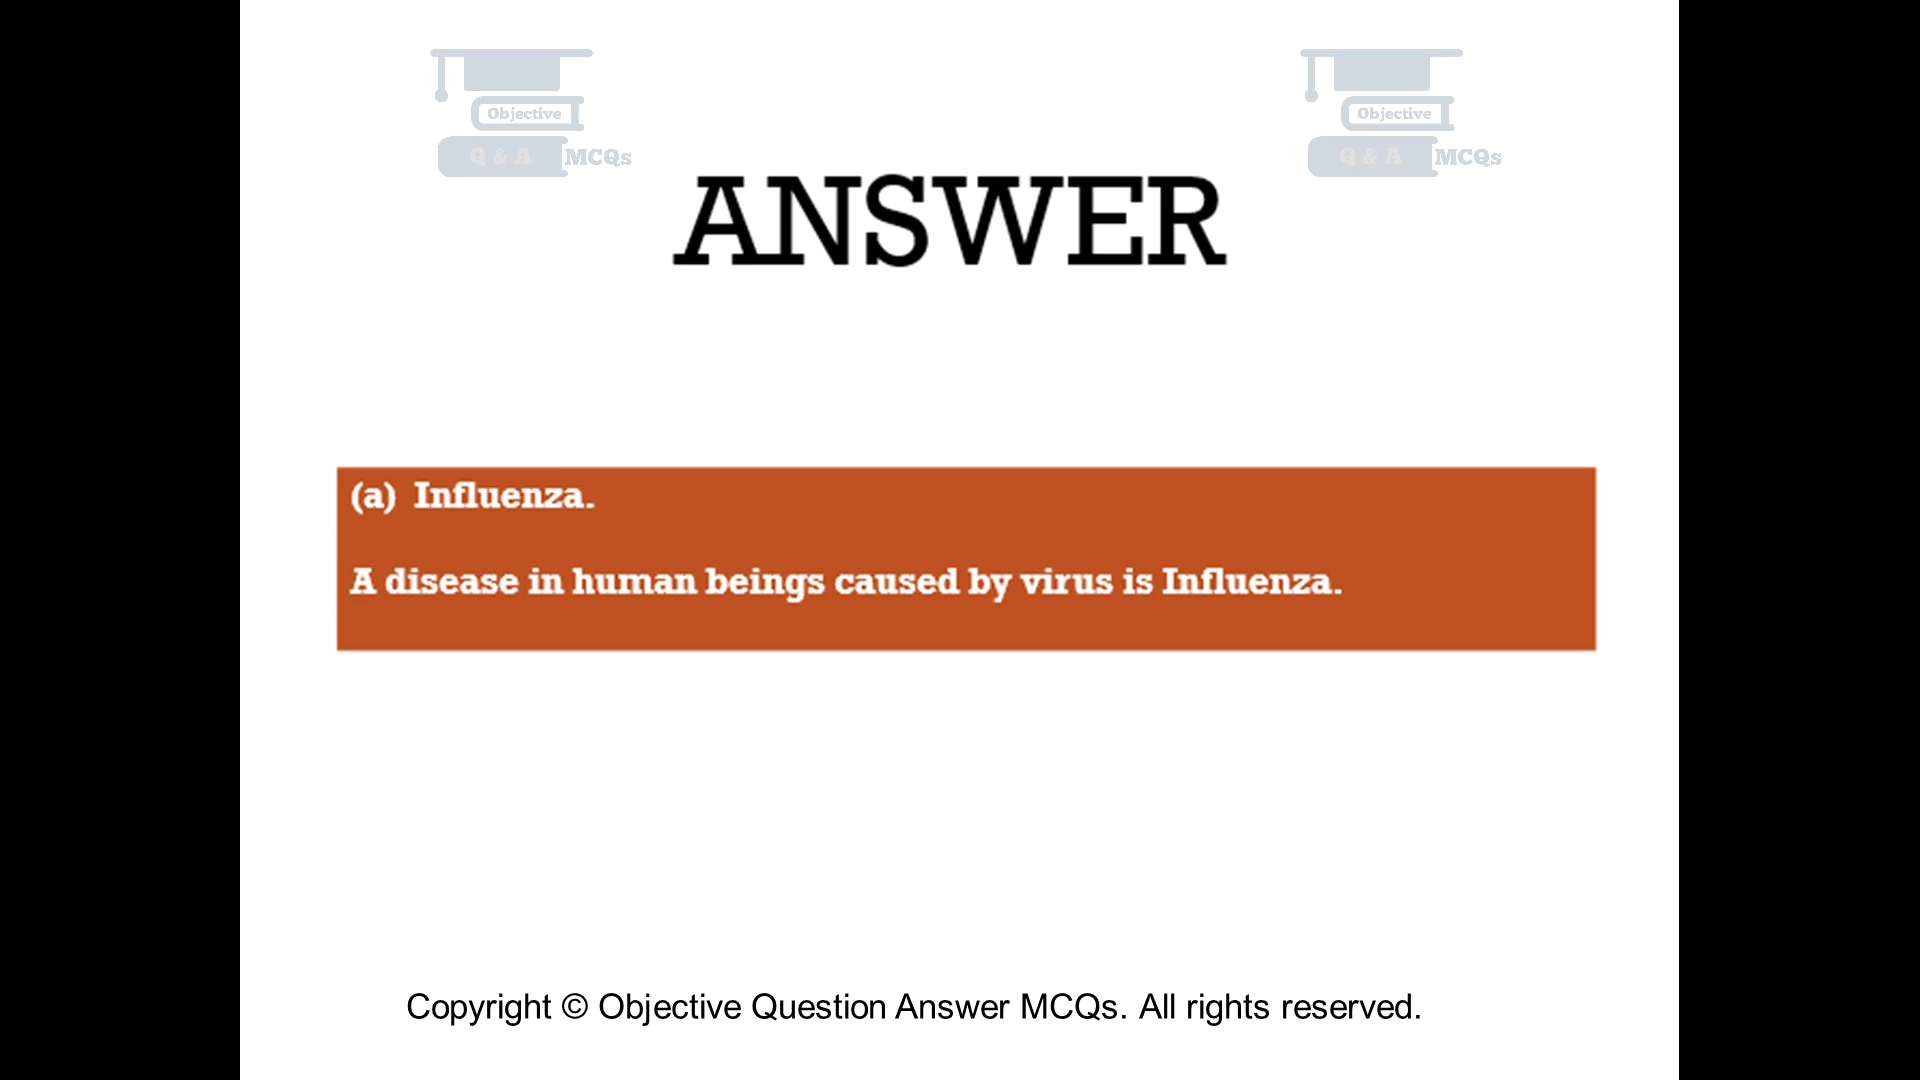 Objective
Q & A MCQs
Objective
Q & A MCQs
ANSWER
(a) Influenza.
A disease in human beings caused by virus is Influenza.
Copyright © Objective Question Answer MCQs. All rights reserved.